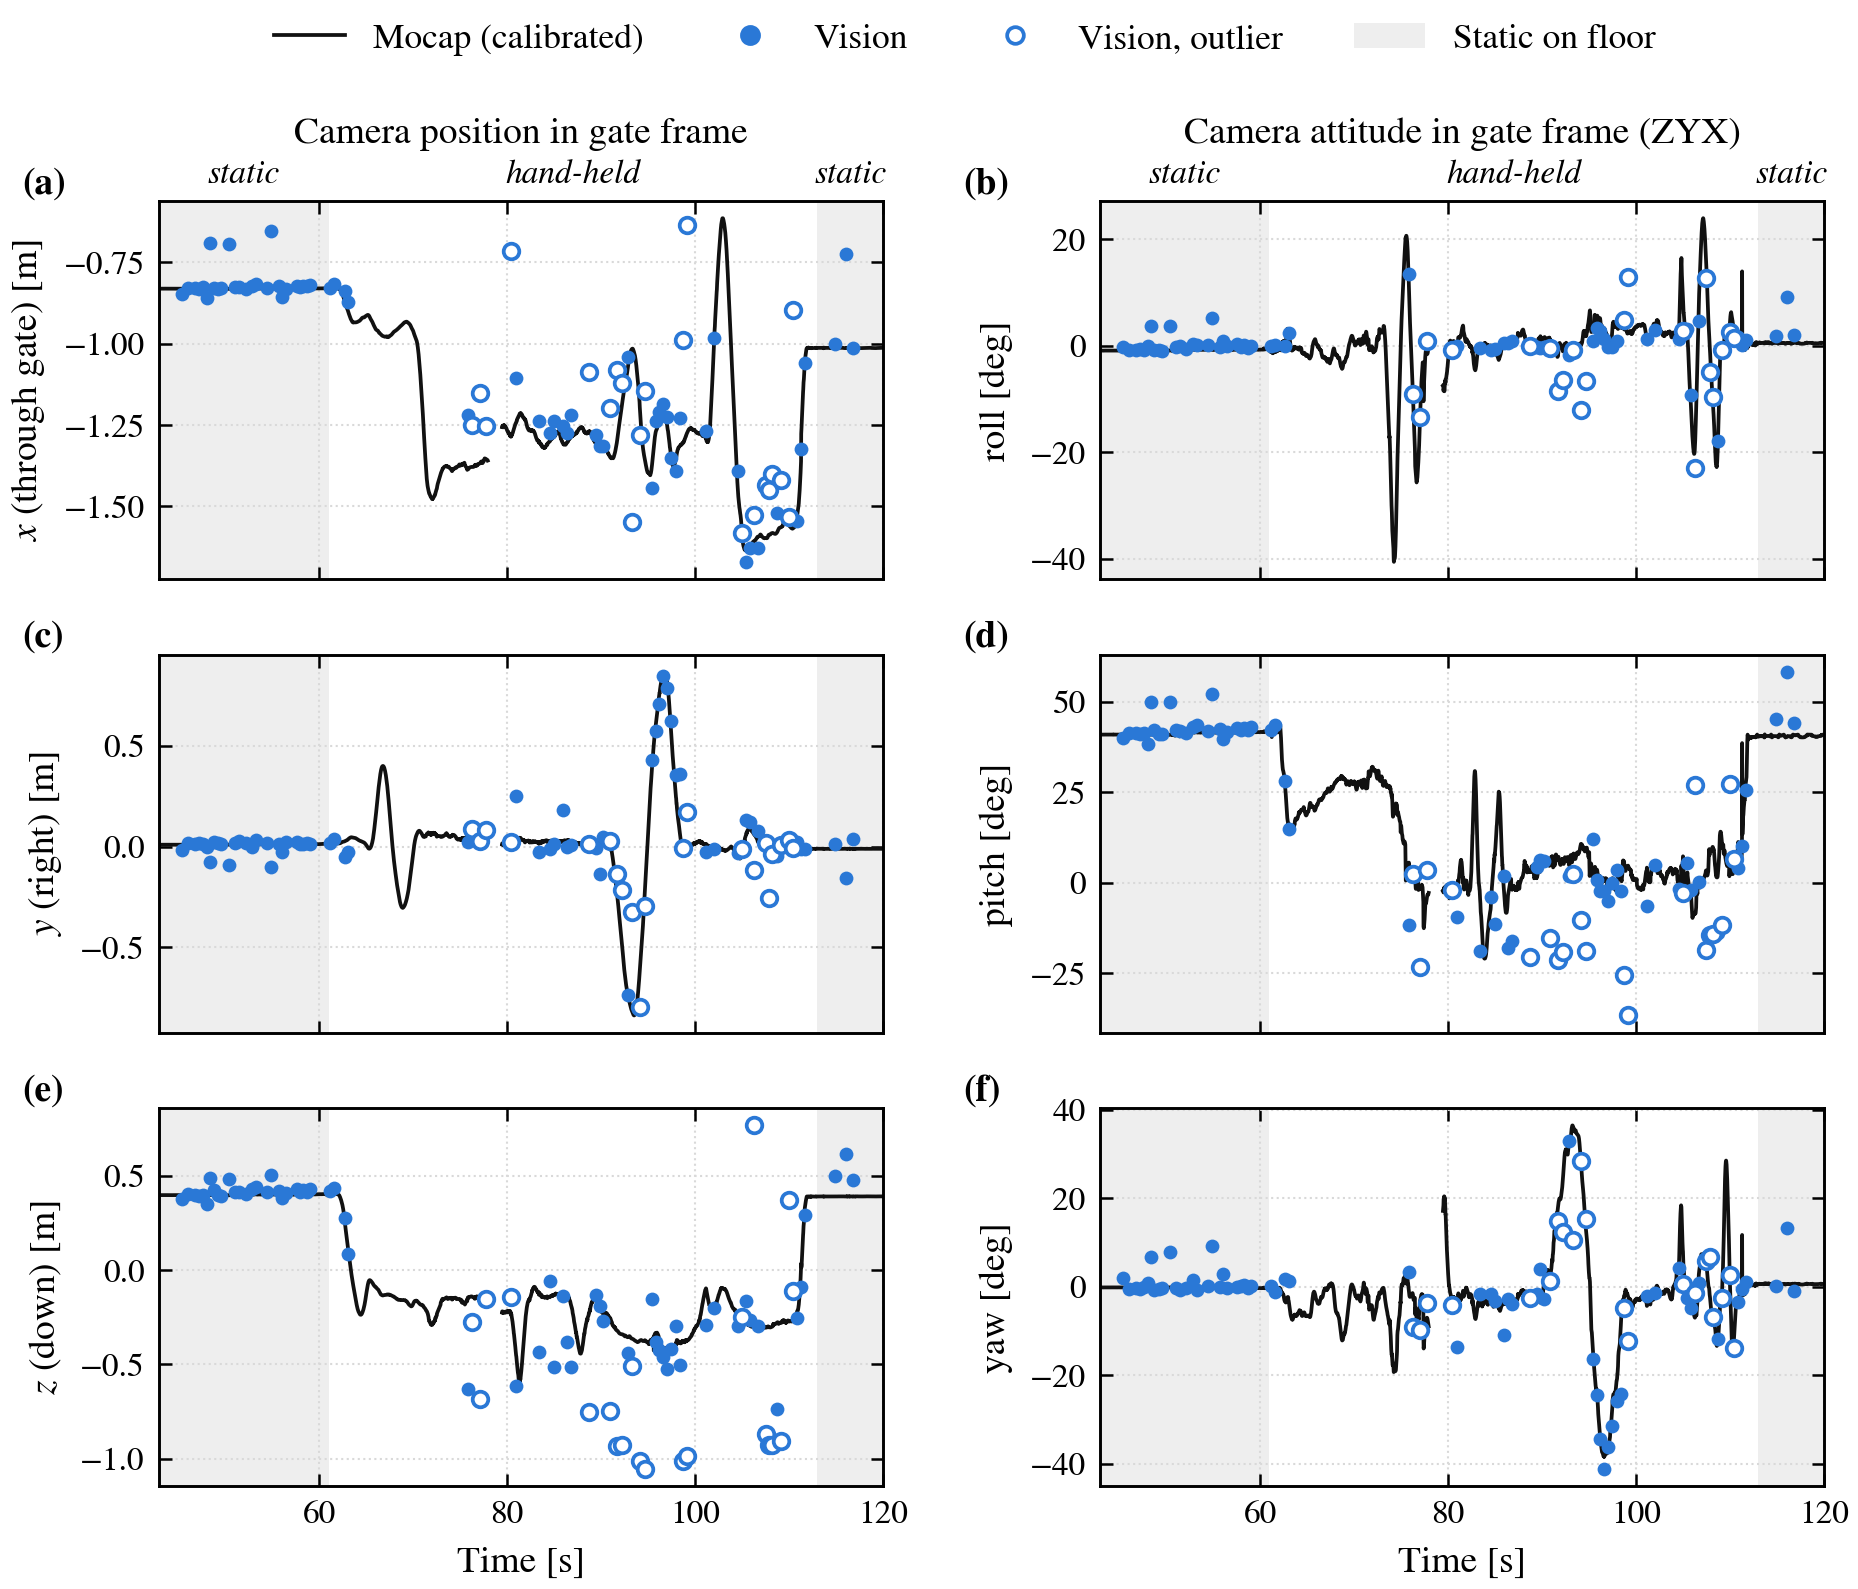 Mocap (calibrated) Vision Vision, outlier Static on floor
Camera position in gate frame
Camera attitude in gate frame (ZYX)
(a) static hand-held static
(b) static hand-held static
x (through gate) [m]
−0.75
−1.00
−1.25
−1.50
roll [deg]
20
0
−20
−40
(c)
y (right) [m]
0.5
0.0
−0.5
(d)
pitch [deg]
50
25
0
−25
(e)
z (down) [m]
0.5
0.0
−0.5
−1.0
60 80 100 120
Time [s]
(f)
yaw [deg]
40
20
0
−20
−40
60 80 100 120
Time [s]